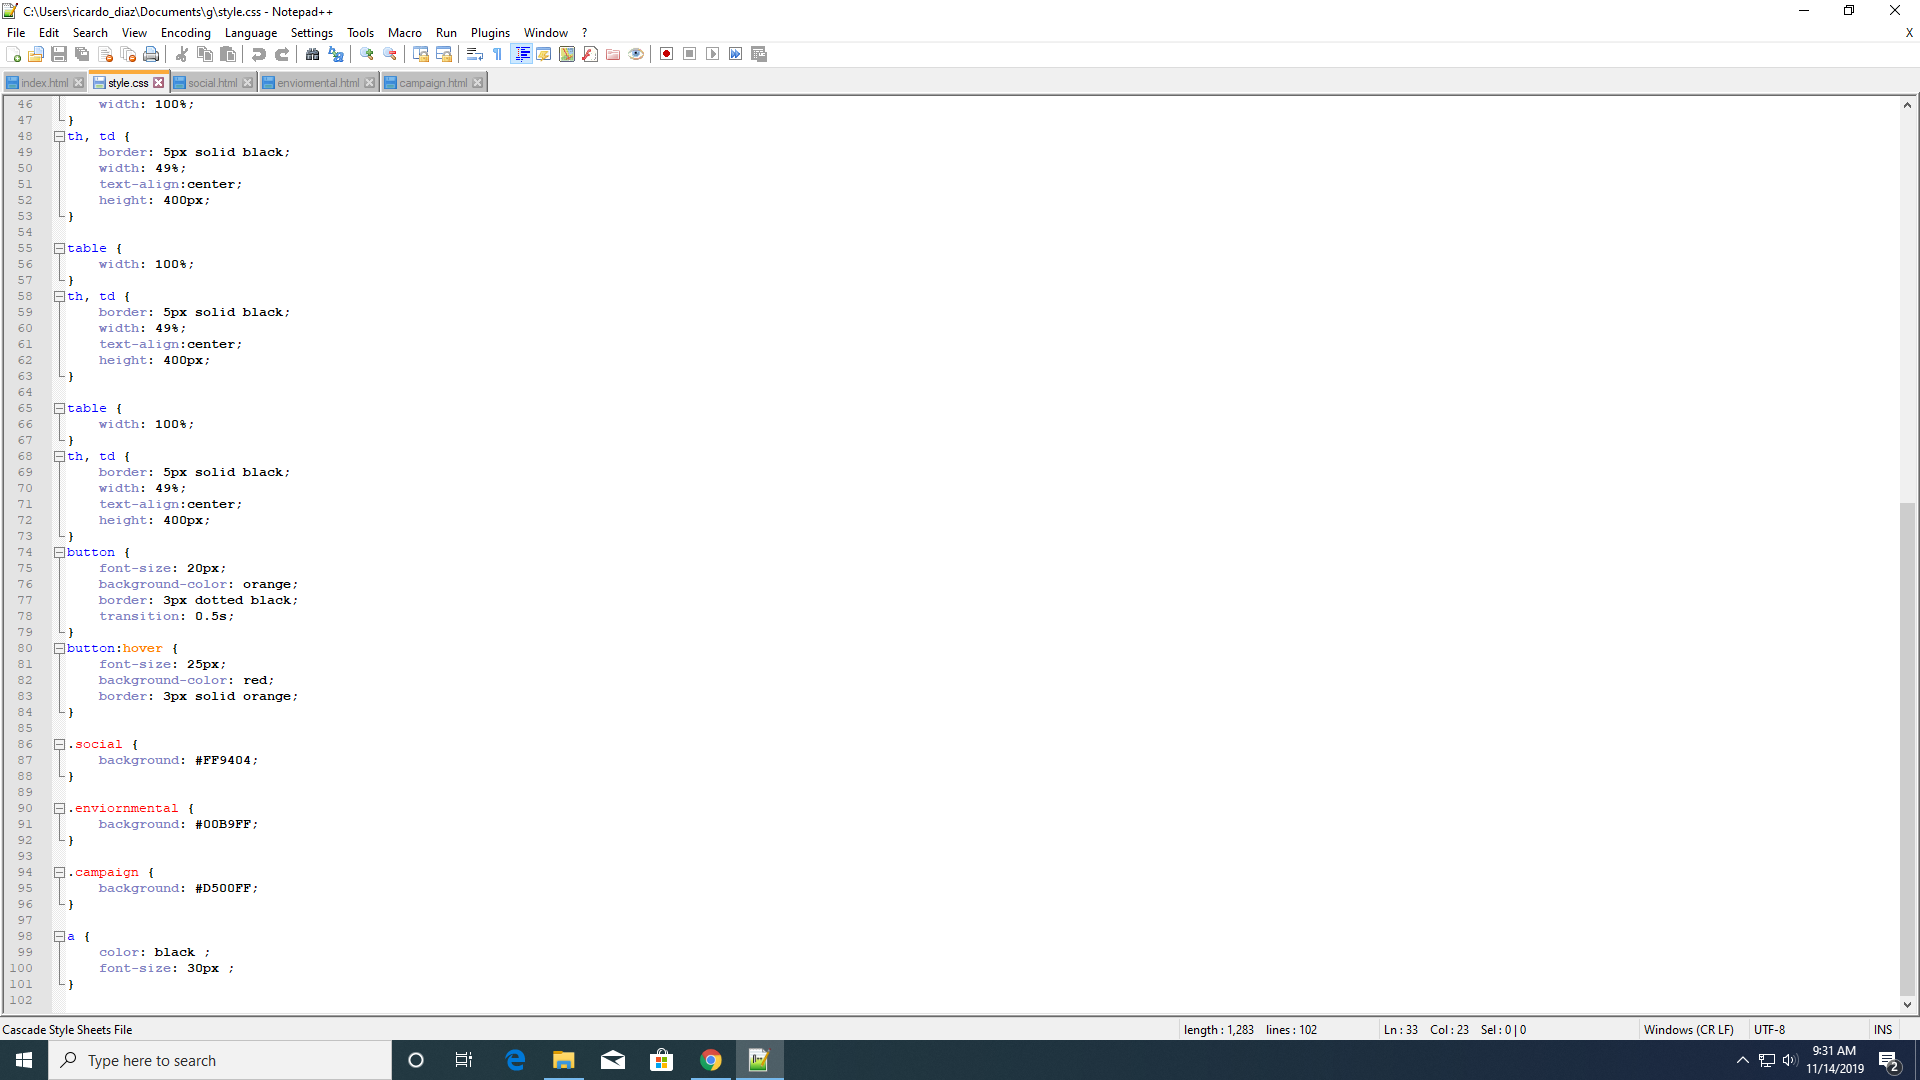 C:\Users\ricardo_diaz\Documents\g\style.css - Notepad++
File Edit Search View Encoding Language Settings Tools Macro Run Plugins Window ? X
index.html style.css social.html enviormental.html campaign.html
46 width: 100%;
47 }
48 th, td {
49 border: 5px solid black;
50 width: 49%;
51 text-align:center;
52 height: 400px;
53 }
54
55 table {
56 width: 100%;
57 }
58 th, td {
59 border: 5px solid black;
60 width: 49%;
61 text-align:center;
62 height: 400px;
63 }
64
65 table {
66 width: 100%;
67 }
68 th, td {
69 border: 5px solid black;
70 width: 49%;
71 text-align:center;
72 height: 400px;
73 }
74 button {
75 font-size: 20px;
76 background-color: orange;
77 border: 3px dotted black;
78 transition: 0.5s;
79 }
80 button:hover {
81 font-size: 25px;
82 background-color: red;
83 border: 3px solid orange;
84 }
85
86 .social {
87 background: #FF9404;
88 }
89
90 .enviornmental {
91 background: #00B9FF;
92 }
93
94 .campaign {
95 background: #D500FF;
96 }
97
98 a {
99 color: black ;
100 font-size: 30px ;
101 }
102
Cascade Style Sheets File length : 1,283 lines : 102 Ln : 33 Col : 23 Sel : 0 | 0 Windows (CR LF) UTF-8 INS
Type here to search
9:31 AM
11/14/2019
2